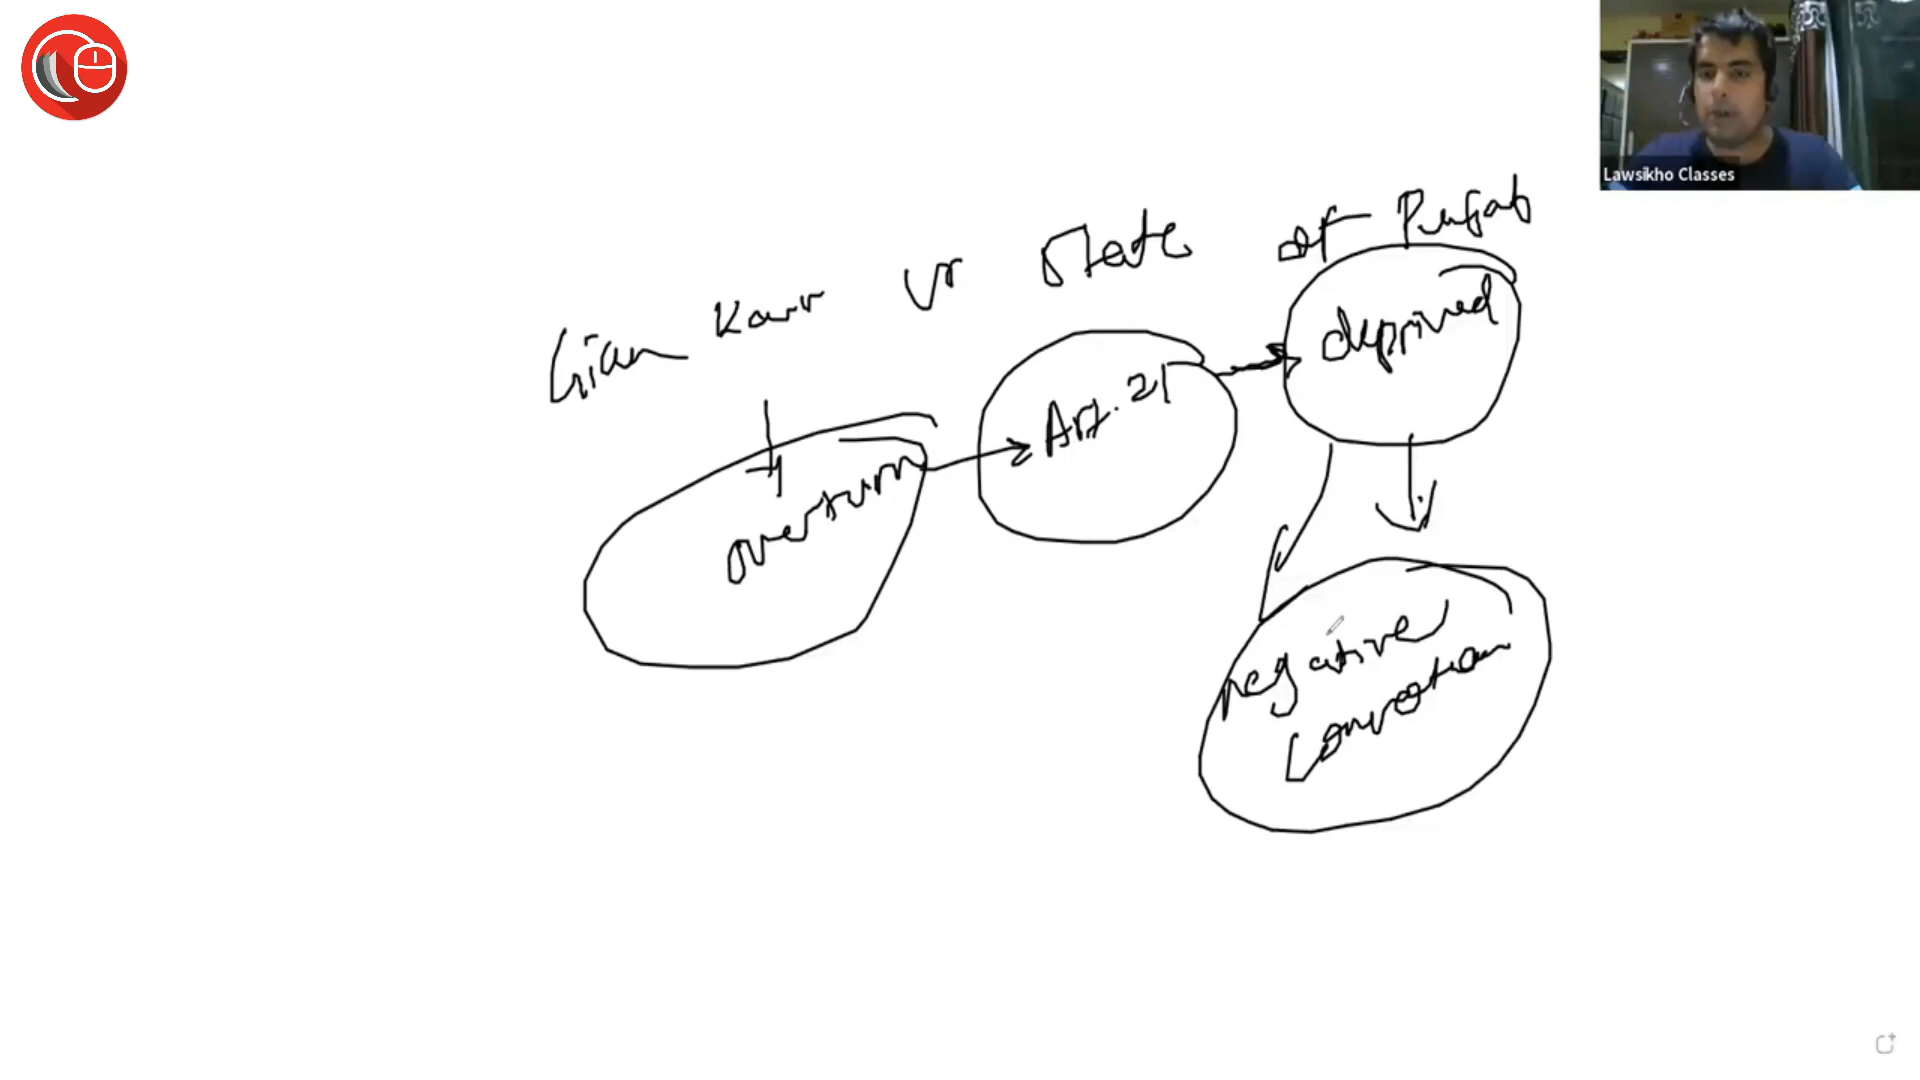 Lawsikho Classes
Gian Kaur vs State of Punjab
overturn
Art. 21
deprived
negative
connotation